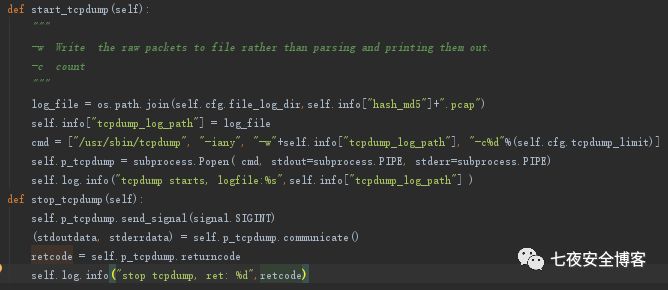 def start_tcpdump(self):
"""
-w  Write  the raw packets to file rather than parsing and printing them out.
-c  count
"""
log_file = os.path.join(self.cfg.file_log_dir,self.info["hash_md5"]+".pcap")
self.info["tcpdump_log_path"] = log_file
cmd = ["/usr/sbin/tcpdump", "-iany", "-w"+self.info["tcpdump_log_path"], "-c%d"%(self.cfg.tcpdump_limit)]
self.p_tcpdump = subprocess.Popen( cmd, stdout=subprocess.PIPE, stderr=subprocess.PIPE)
self.log.info("tcpdump starts, logfile:%s",self.info["tcpdump_log_path"] )
def stop_tcpdump(self):
self.p_tcpdump.send_signal(signal.SIGINT)
(stdoutdata, stderrdata) = self.p_tcpdump.communicate()
retcode = self.p_tcpdump.returncode
self.log.info("stop tcpdump, ret: %d",retcode)
七夜安全博客